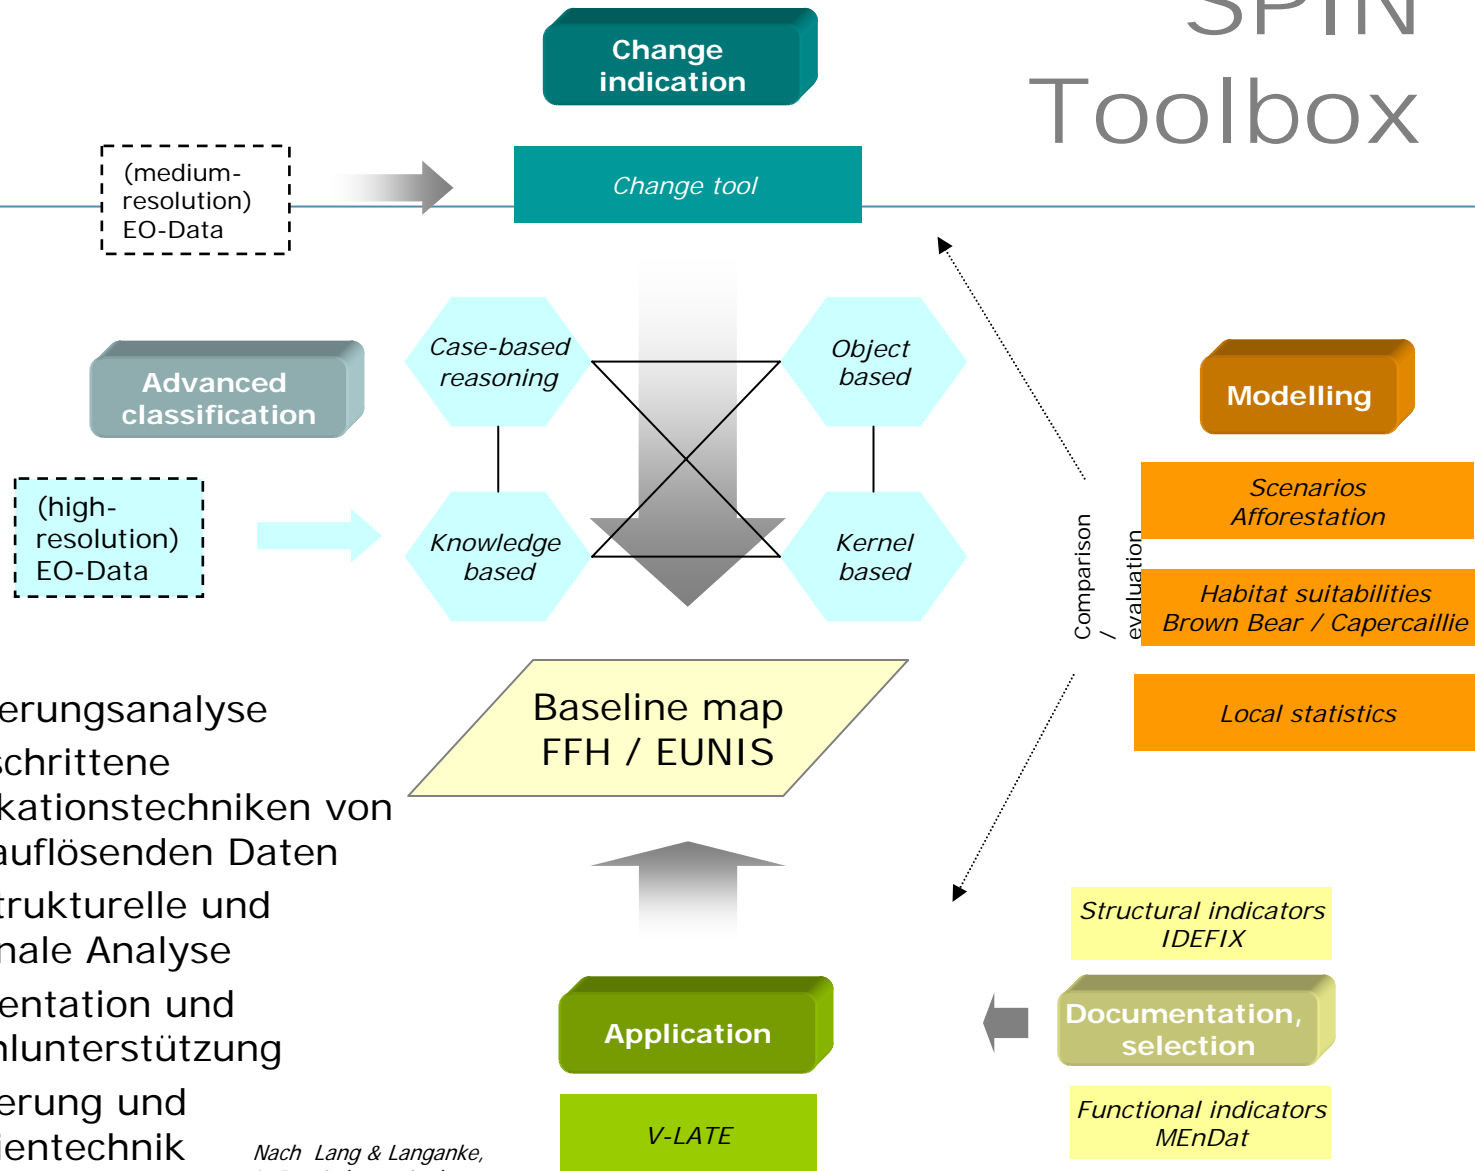 SPIN
Toolbox
Change
indication
(medium-
resolution)
EO-Data
Change tool
Advanced
classification
Case-based
reasoning
Object
based
Modelling
(high-
resolution)
EO-Data
Knowledge
based
Kernel
based
Comparison
/
evaluation
Scenarios
Afforestation
Habitat suitabilities
Brown Bear / Capercaillie
Local statistics
Baseline map
FFH / EUNIS
erungsanalyse
schrittene
kationstechniken von
auflösenden Daten
trukturelle und
nale Analyse
entation und
hlunterstützung
erung und
ientechnik
Structural indicators
IDEFIX
Application
Documentation,
selection
V-LATE
Functional indicators
MEnDat
Nach Lang & Langanke,